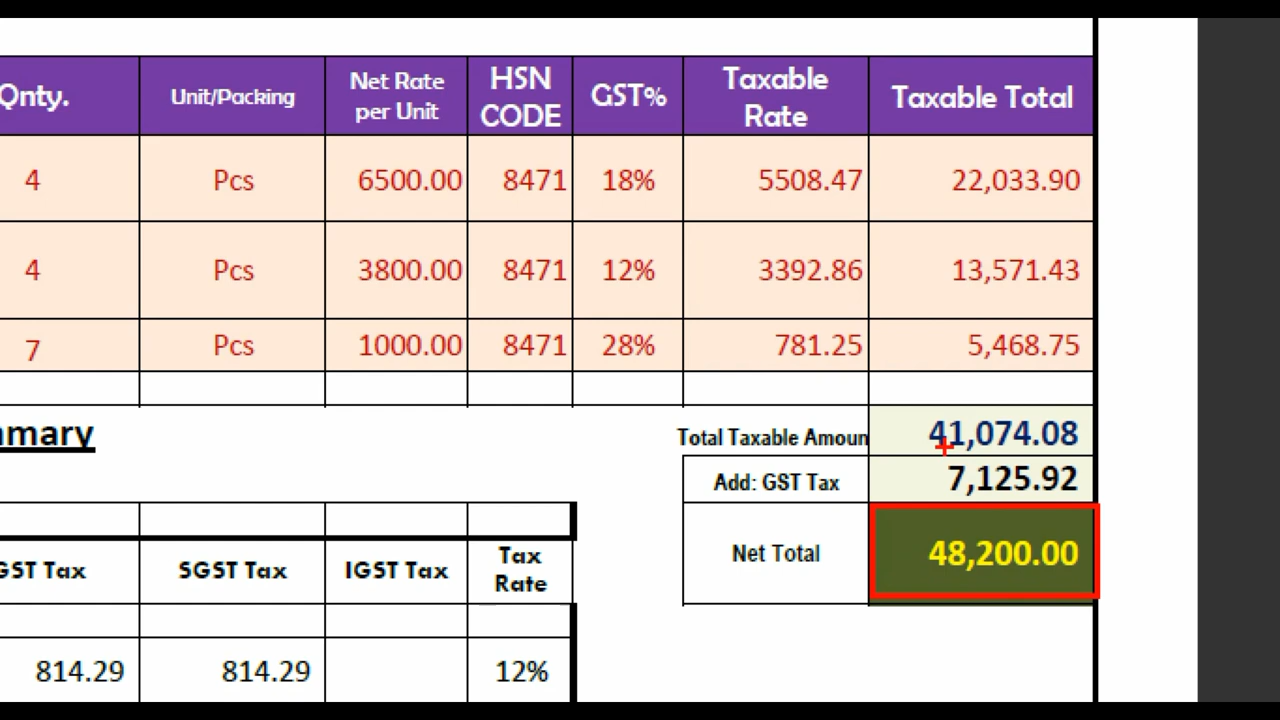 Qnty. Unit/Packing Net Rate per Unit HSN CODE GST% Taxable Rate Taxable Total
4 Pcs 6500.00 8471 18% 5508.47 22,033.90
4 Pcs 3800.00 8471 12% 3392.86 13,571.43
7 Pcs 1000.00 8471 28% 781.25 5,468.75
mmary Total Taxable Amoun 41,074.08
Add: GST Tax 7,125.92
Net Total 48,200.00
GST Tax SGST Tax IGST Tax Tax Rate
814.29 814.29 12%